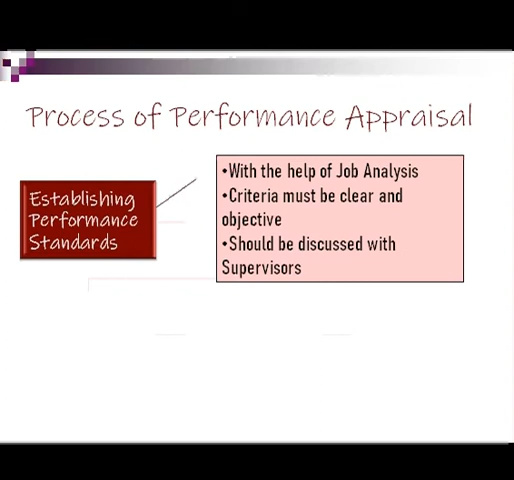 Process of Performance Appraisal
Establishing
Performance
Standards
•With the help of Job Analysis
•Criteria must be clear and
objective
•Should be discussed with
Supervisors